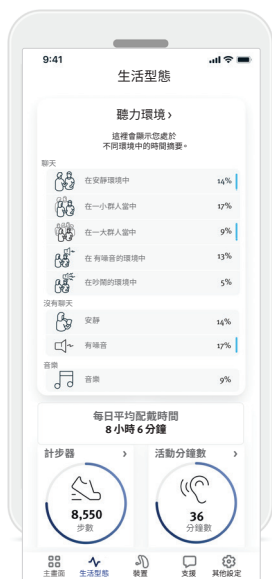 9:41
生活型態
聽力環境›
這裡會顯示您處於
不同環境中的時間摘要。
聊天
在安靜環境中 14%
在一小群人當中 17%
在一大群人當中 9%
在 有噪音的環境中 13%
在吵鬧的環境中 5%
沒有聊天
安靜 14%
有噪音 17%
音樂
音樂 9%
每日平均配戴時間
8 小時 6 分鐘
計步器 › 活動分鐘數 ›
8,550 36
步數 分鐘數
主畫面 生活型態 裝置 支援 其他設定